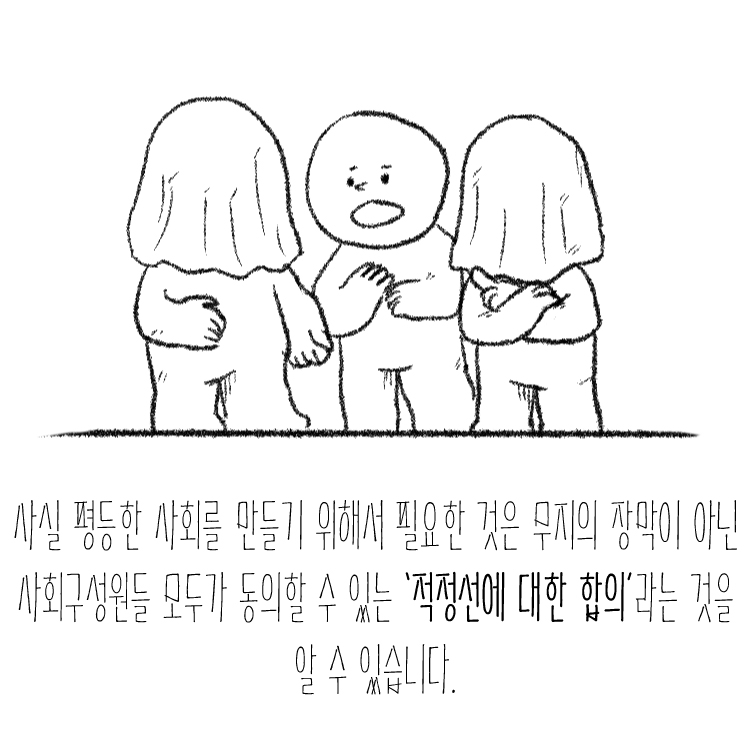 사실 평등한 사회를 만들기 위해서 필요한 것은 무지의 장막이 아닌
사회구성원들 모두가 동의할 수 있는 '적정선에 대한 합의'라는 것을
알 수 있습니다.